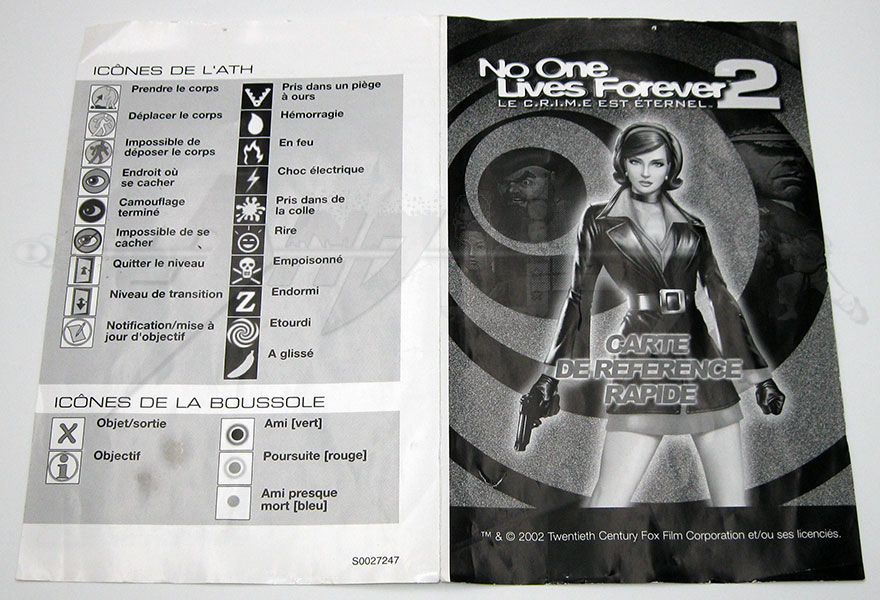 ICÔNES DE L'ATH
Prendre le corps
Déplacer le corps
Impossible de
déposer le corps
Endroit où
se cacher
Camouflage
terminé
Impossible de se
cacher
Quitter le niveau
Niveau de transition
Notification/mise à
jour d'objectif
Pris dans un piège
à ours
Hémorragie
En feu
Choc électrique
Pris dans de
la colle
Rire
Empoisonné
Z
Endormi
Etourdi
A glissé
ICÔNES DE LA BOUSSOLE
Objet/sortie
Objectif
Ami [vert]
Poursuite [rouge]
Ami presque
mort [bleu]
S0027247
No One
Lives Forever 2
LE C.R.I.M.E EST ÉTERNEL™
CARTE
DE REFERENCE
RAPIDE
™ & © 2002 Twentieth Century Fox Film Corporation et/ou ses licenciés.